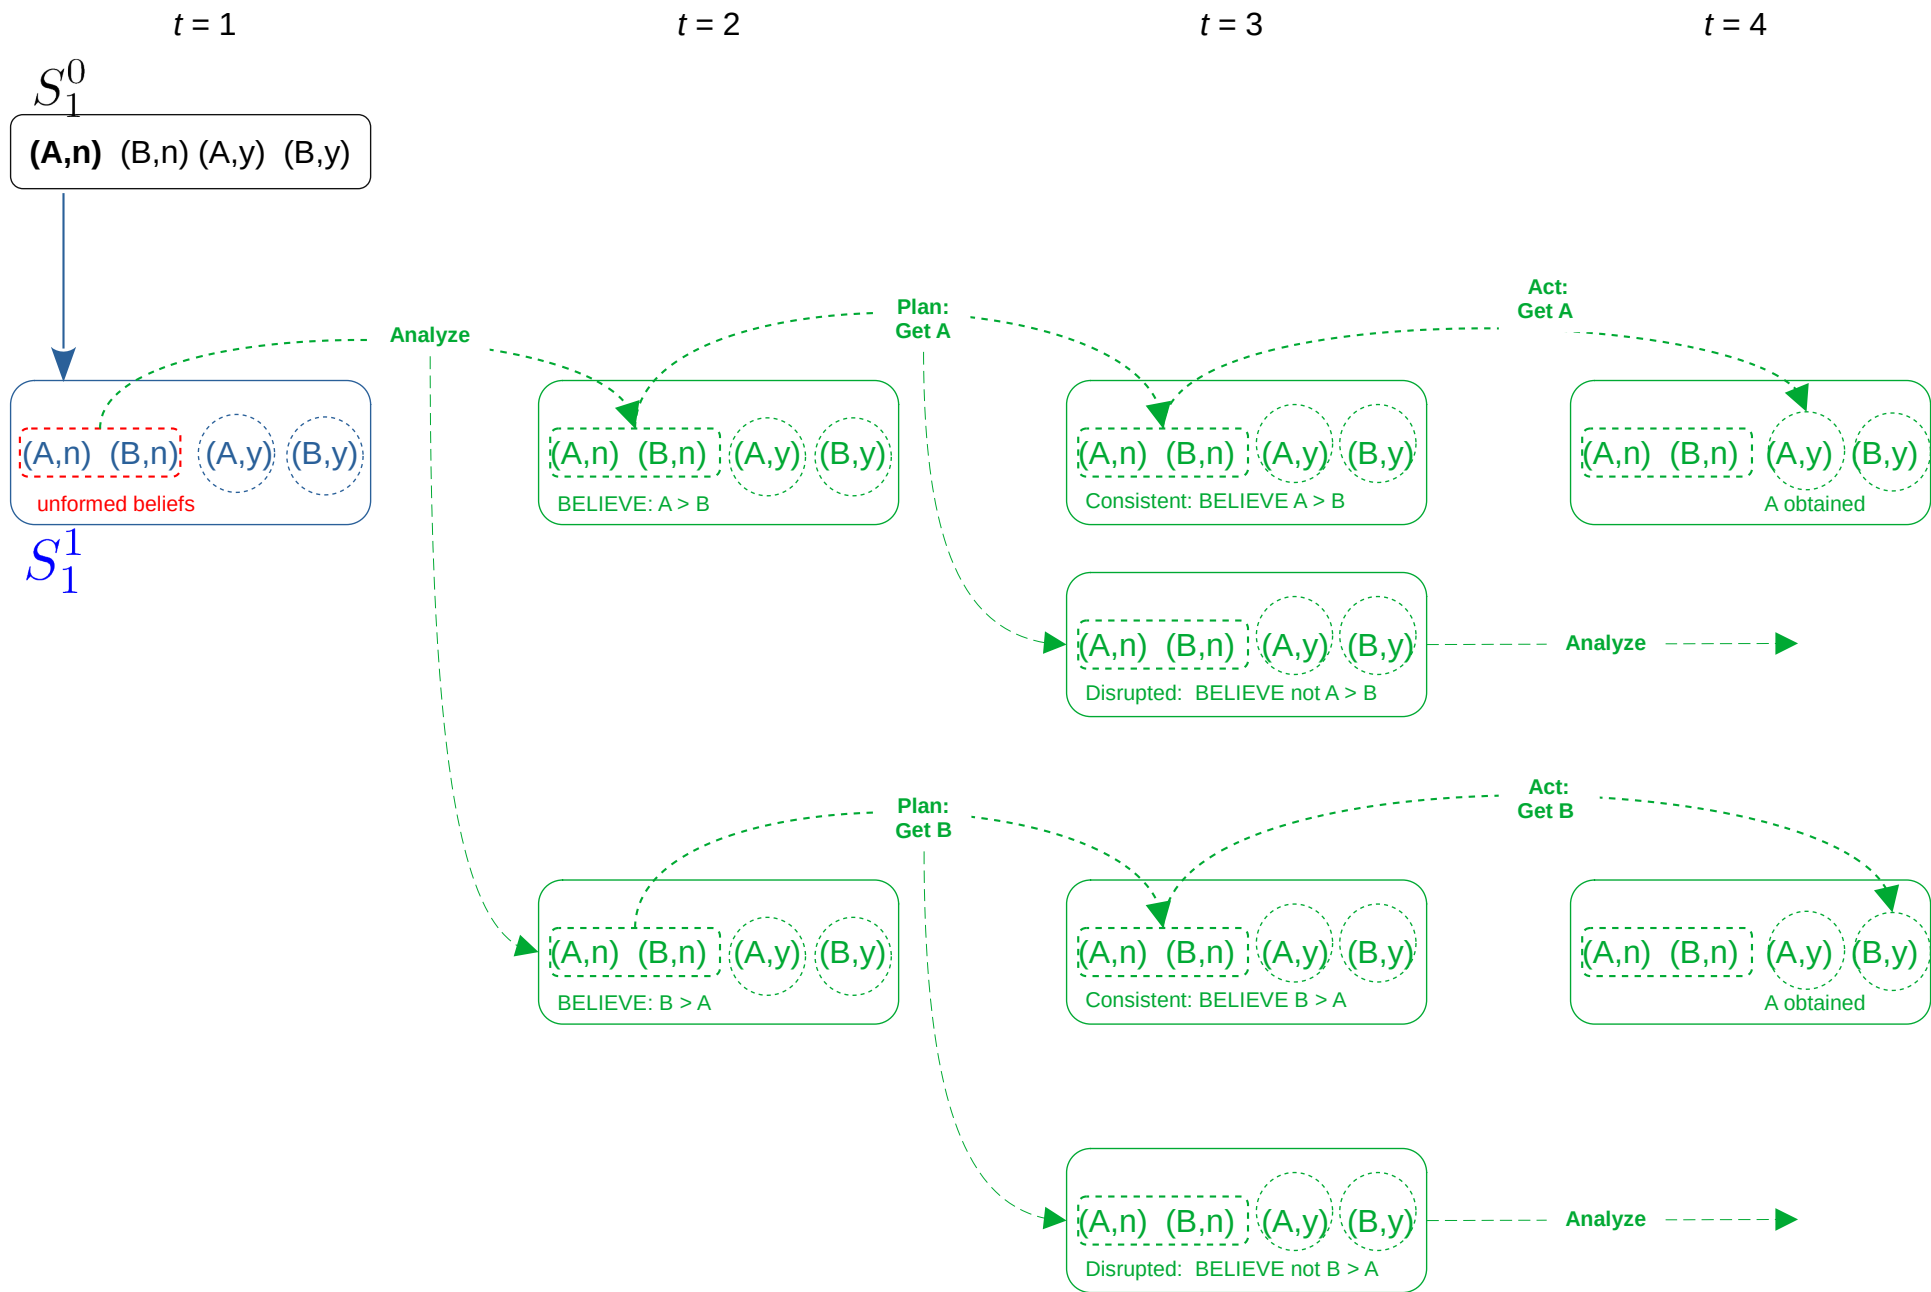 t = 1
t = 2
t = 3
t = 4
S_1^0
(A,n) (B,n) (A,y) (B,y)
Analyze
Plan:
Get A
Act:
Get A
(A,n) (B,n) (A,y) (B,y)
unformed beliefs
S_1^1
(A,n) (B,n) (A,y) (B,y)
BELIEVE: A > B
(A,n) (B,n) (A,y) (B,y)
Consistent: BELIEVE A > B
(A,n) (B,n) (A,y) (B,y)
A obtained
(A,n) (B,n) (A,y) (B,y)
Disrupted: BELIEVE not A > B
Analyze
Plan:
Get B
Act:
Get B
(A,n) (B,n) (A,y) (B,y)
BELIEVE: B > A
(A,n) (B,n) (A,y) (B,y)
Consistent: BELIEVE B > A
(A,n) (B,n) (A,y) (B,y)
A obtained
(A,n) (B,n) (A,y) (B,y)
Disrupted: BELIEVE not B > A
Analyze